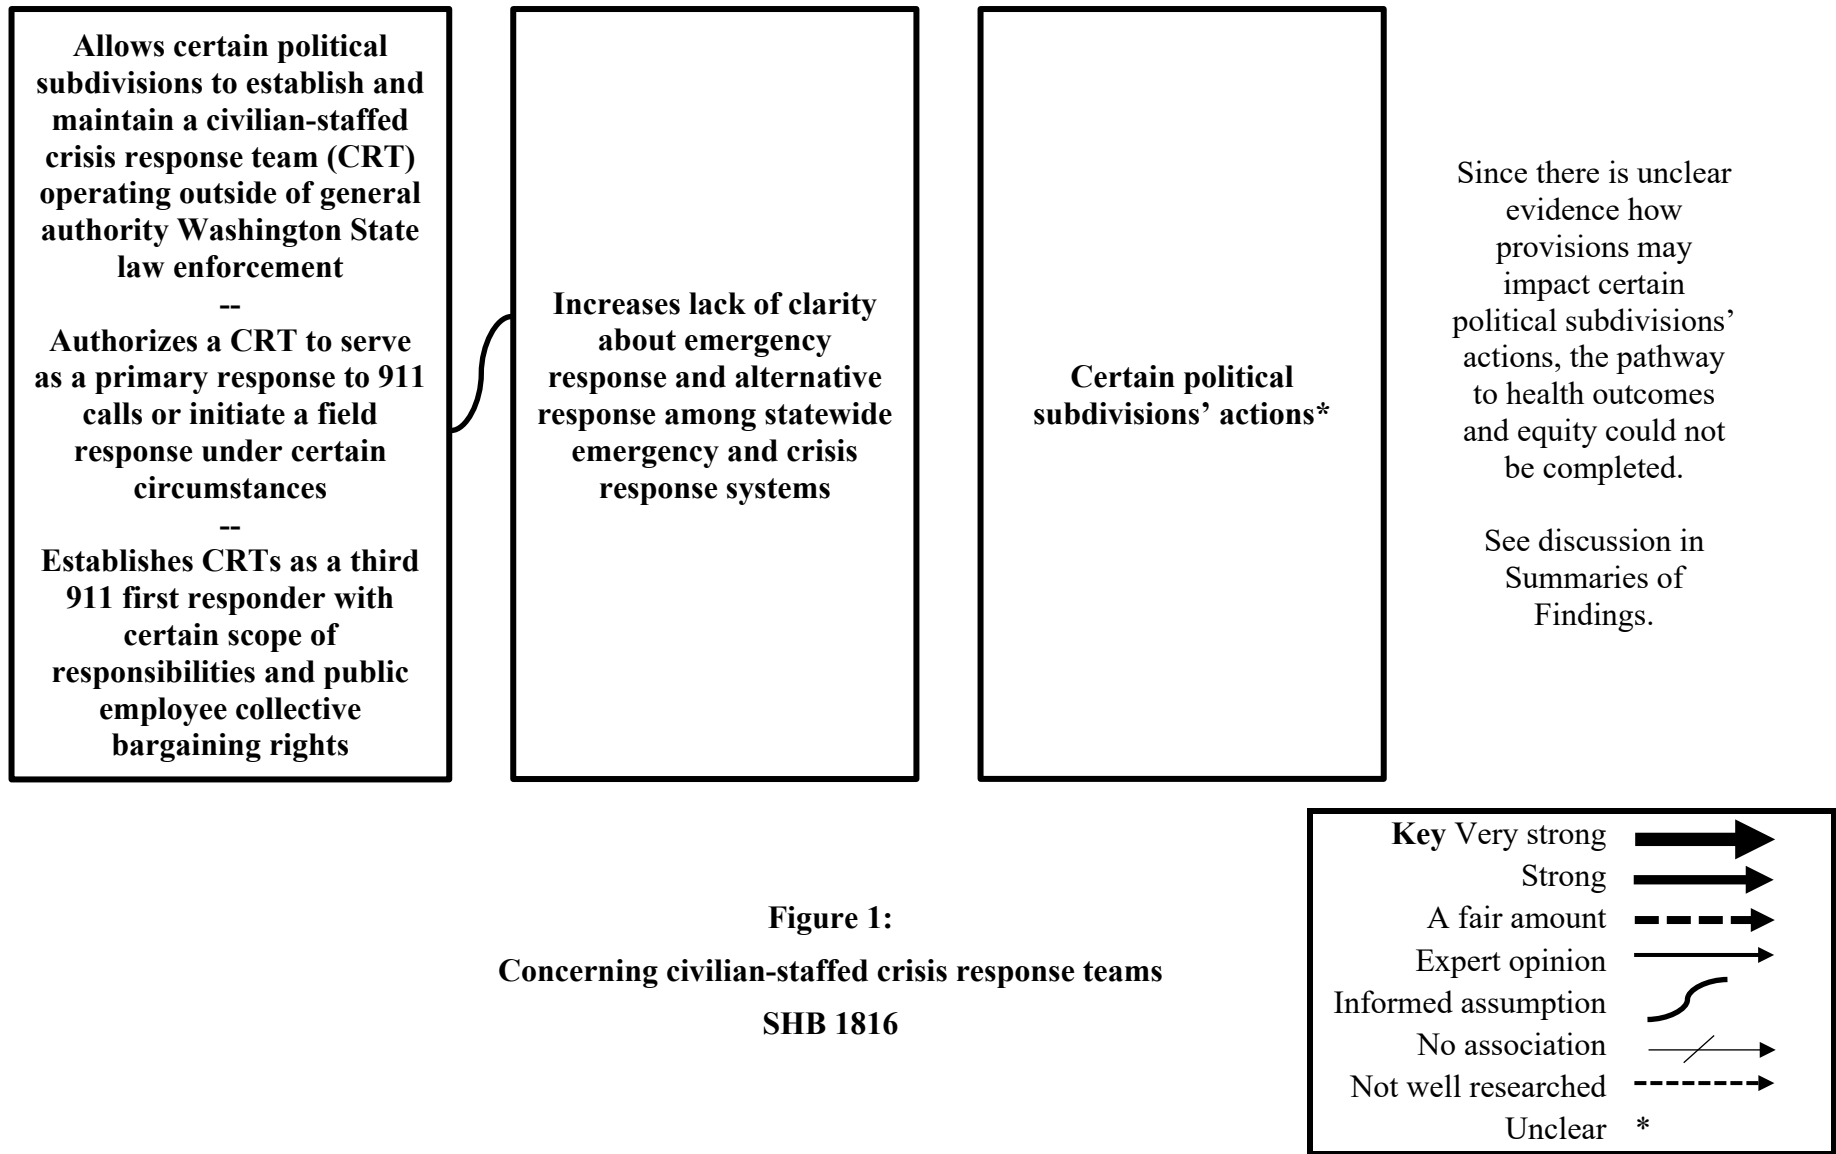 Allows certain political
subdivisions to establish and
maintain a civilian-staffed
crisis response team (CRT)
operating outside of general
authority Washington State
law enforcement
--
Authorizes a CRT to serve
as a primary response to 911
calls or initiate a field
response under certain
circumstances
--
Establishes CRTs as a third
911 first responder with
certain scope of
responsibilities and public
employee collective
bargaining rights
Increases lack of clarity
about emergency
response and alternative
response among statewide
emergency and crisis
response systems
Certain political
subdivisions’ actions*
Since there is unclear
evidence how
provisions may
impact certain
political subdivisions’
actions, the pathway
to health outcomes
and equity could not
be completed.
See discussion in
Summaries of
Findings.
Figure 1:
Concerning civilian-staffed crisis response teams
SHB 1816
Key Very strong
Strong
A fair amount
Expert opinion
Informed assumption
No association
Not well researched
Unclear *